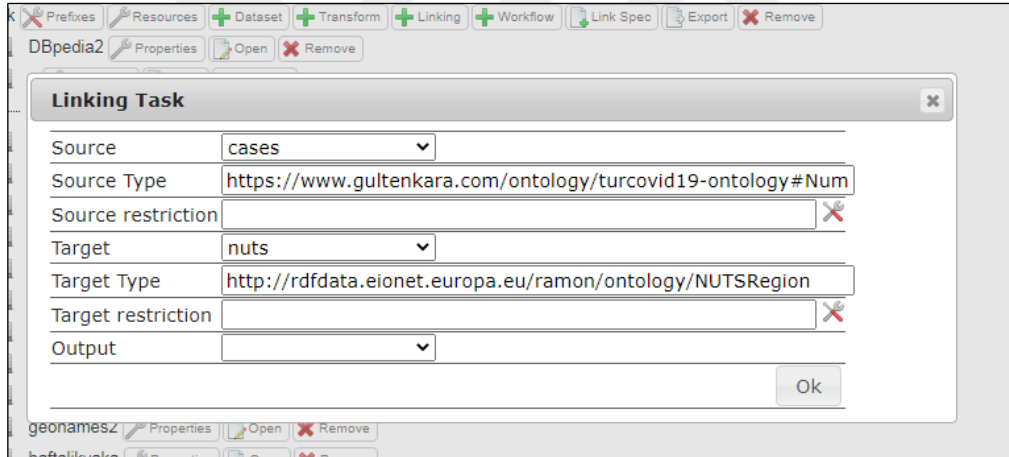 k Prefixes Resources Dataset Transform Linking Workflow Link Spec Export Remove
DBpedia2 Properties Open Remove
Linking Task
Source cases
Source Type https://www.gultenkara.com/ontology/turcovid19-ontology#Num
Source restriction
Target nuts
Target Type http://rdfdata.eionet.europa.eu/ramon/ontology/NUTSRegion
Target restriction
Output
Ok
geonames2 Properties Open Remove